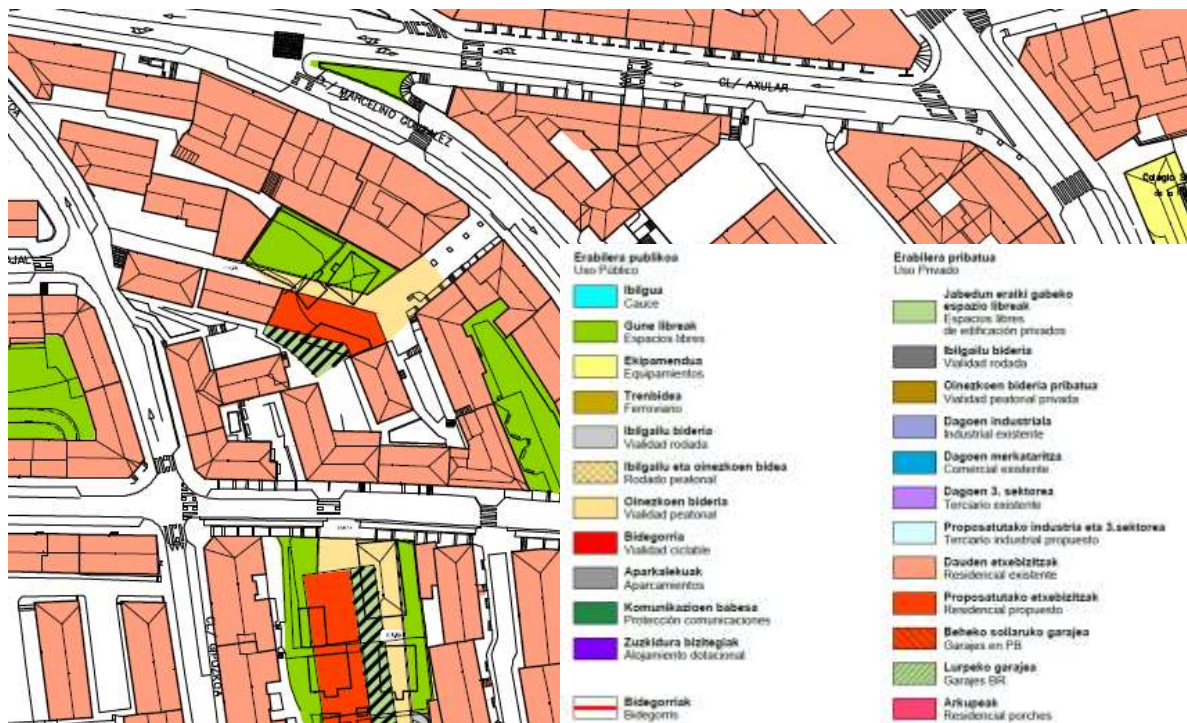 CL/ MARCELINO GONZALEZ
CL/ AXULAR
Colegio S
CL/ GIPUZKOA
Erabilera publikoa
Uso Público
Ibilgua
Cauce
Gune libreak
Espacios libres
Ekipamendua
Equipamientos
Trenbidea
Ferroviario
Ibilgailu bideria
Vialidad rodada
Ibilgailu eta oinezkoen bidea
Rodado peatonal
Oinezkoen bideria
Vialidad peatonal
Bidegorria
Vialidad ciclable
Aparkalekuak
Aparcamientos
Komunikazioen babesa
Protección comunicaciones
Zuzkidura bizitegiak
Alojamiento dotacional
Bidegorriak
Bidegorris
Erabilera pribatua
Uso Privado
Jabedun eraiki gabeko
espazio libreak
Espacios libres
de edificación privados
Ibilgailu bideria
Vialidad rodada
Oinezkoen bideria pribatua
Vialidad peatonal privada
Dagoen industriala
Industrial existente
Dagoen merkataritza
Comercial existente
Dagoen 3. sektorea
Terciario existente
Proposatutako industria eta 3.sektorea
Terciario industrial propuesto
Dauden etxebizitzak
Residencial existente
Proposatutako etxebizitzak
Residencial propuesto
Beheko solairuko garajea
Garajes en PB
Lurpeko garajea
Garajes BR
Arkupeak
Residencial porches